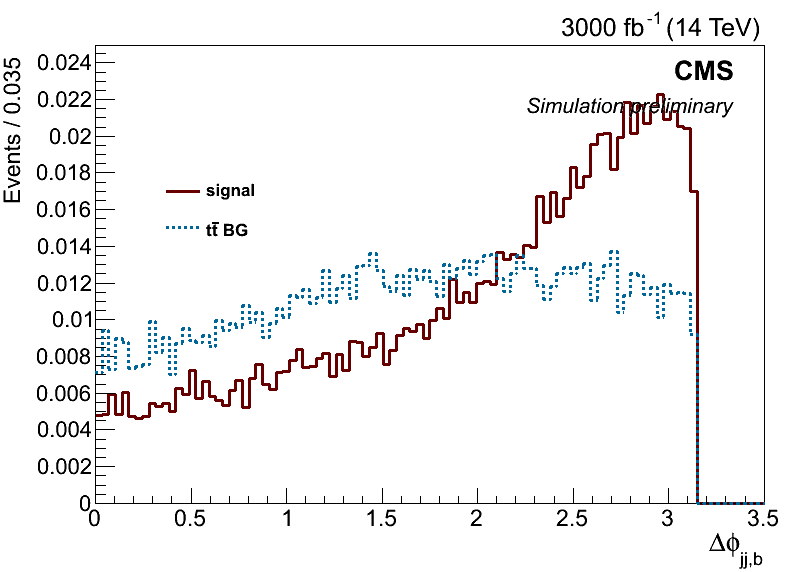 3000 fb⁻¹ (14 TeV)
CMS
Simulation preliminary
Events / 0.035
0.024
0.022
0.02
0.018
0.016
0.014
0.012
0.01
0.008
0.006
0.004
0.002
0
signal
tt̄ BG
0 0.5 1 1.5 2 2.5 3 3.5
Δϕjj,b